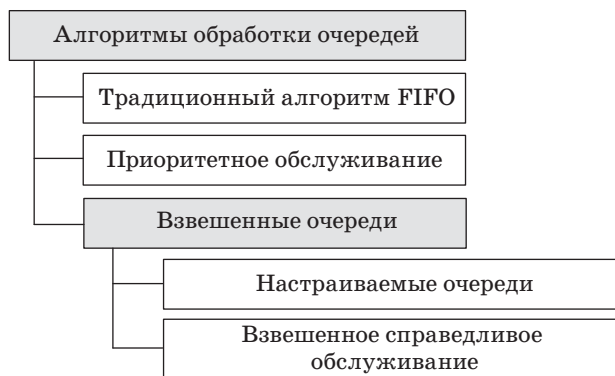 Алгоритмы обработки очередей
Традиционный алгоритм FIFO
Приоритетное обслуживание
Взвешенные очереди
Настраиваемые очереди
Взвешенное справедливое
обслуживание